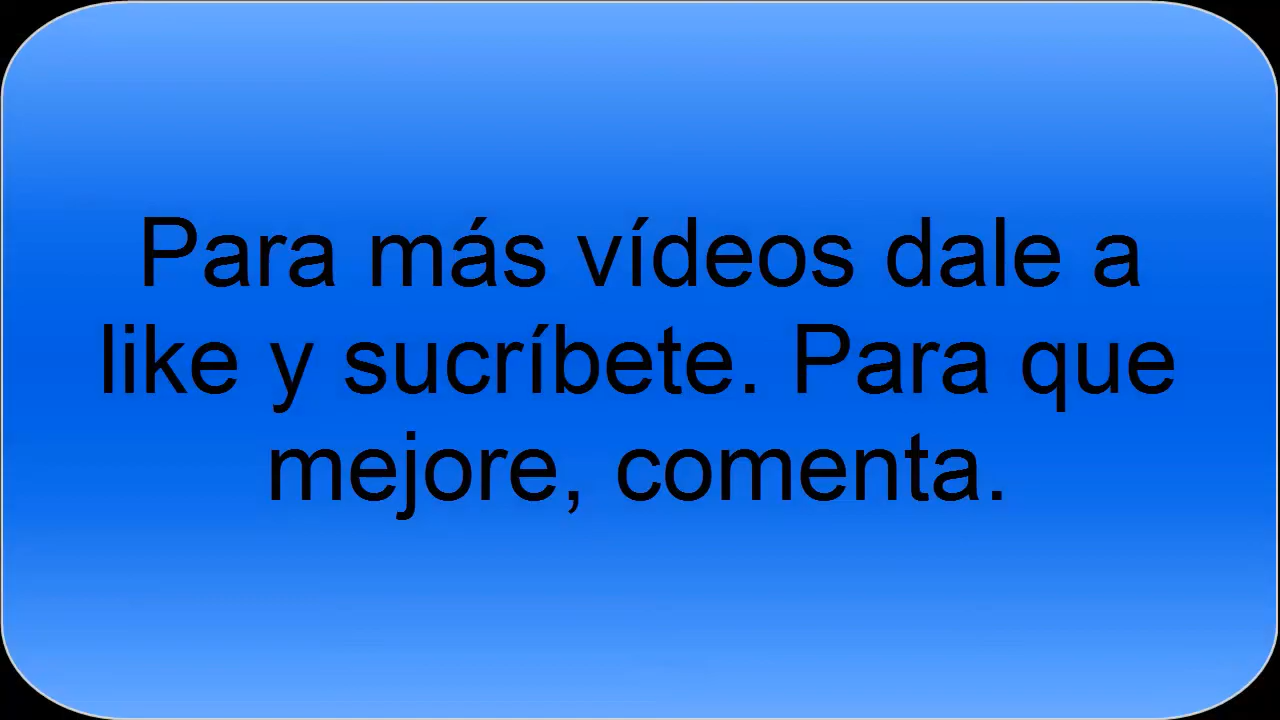 Para más vídeos dale a
like y sucríbete. Para que
mejore, comenta.